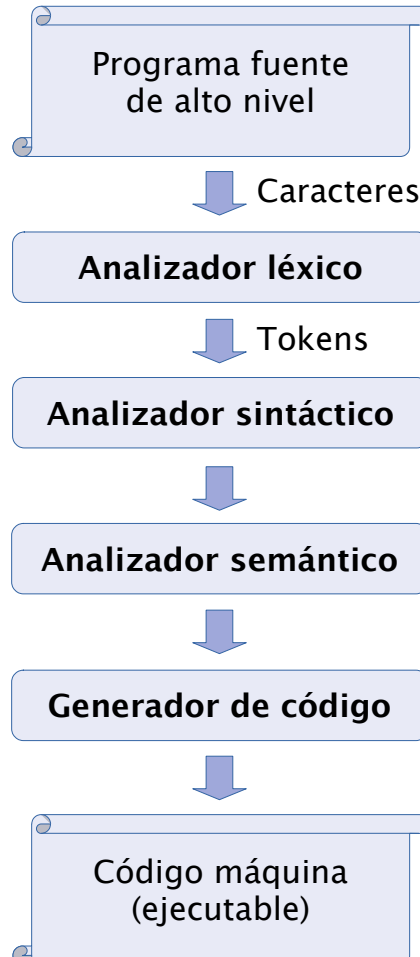 Programa fuente
de alto nivel
Caracteres
Analizador léxico
Tokens
Analizador sintáctico
Analizador semántico
Generador de código
Código máquina
(ejecutable)